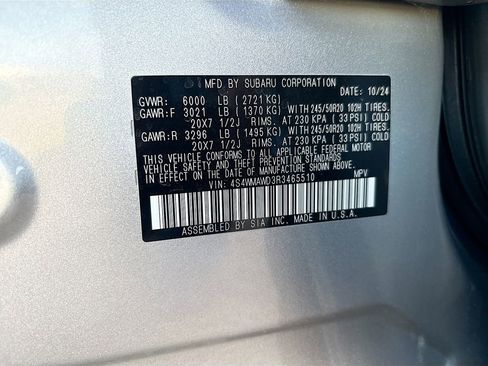 MFD BY SUBARU CORPORATION
DATE: 10/24
GVWR: 6000 LB (2721 KG)
GAWR:F 3021 LB (1370 KG) WITH 245/50R20 102H TIRES.
20X7 1/2J RIMS. AT 230 KPA (33 PSI) COLD
GAWR:R 3296 LB (1495 KG) WITH 245/50R20 102H TIRES.
20X7 1/2J RIMS. AT 230 KPA (33 PSI) COLD
THIS VEHICLE CONFORMS TO ALL APPLICABLE FEDERAL MOTOR
VEHICLE SAFETY AND THEFT PREVENTION STANDARDS
IN EFFECT ON THE DATE OF MANUFACTURE SHOWN ABOVE.
VIN: 4S4WMAWD3R3465510 MPV
ASSEMBLED BY SIA INC. MADE IN U.S.A.